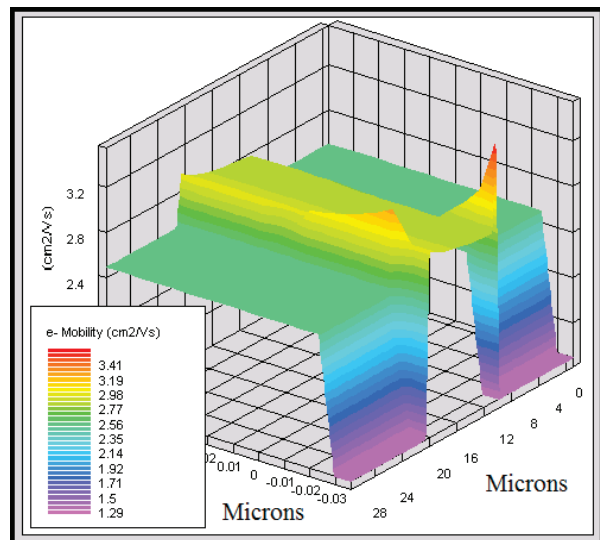 3.2
2.8
2.4
(cm2/Vs)
e- Mobility (cm2/Vs)
3.41
3.19
2.98
2.77
2.56
2.35
2.14
1.92
1.71
1.5
1.29
0.01 0 -0.01 -0.02 -0.03
Microns
28 24 20 16 12 8 4 0
Microns